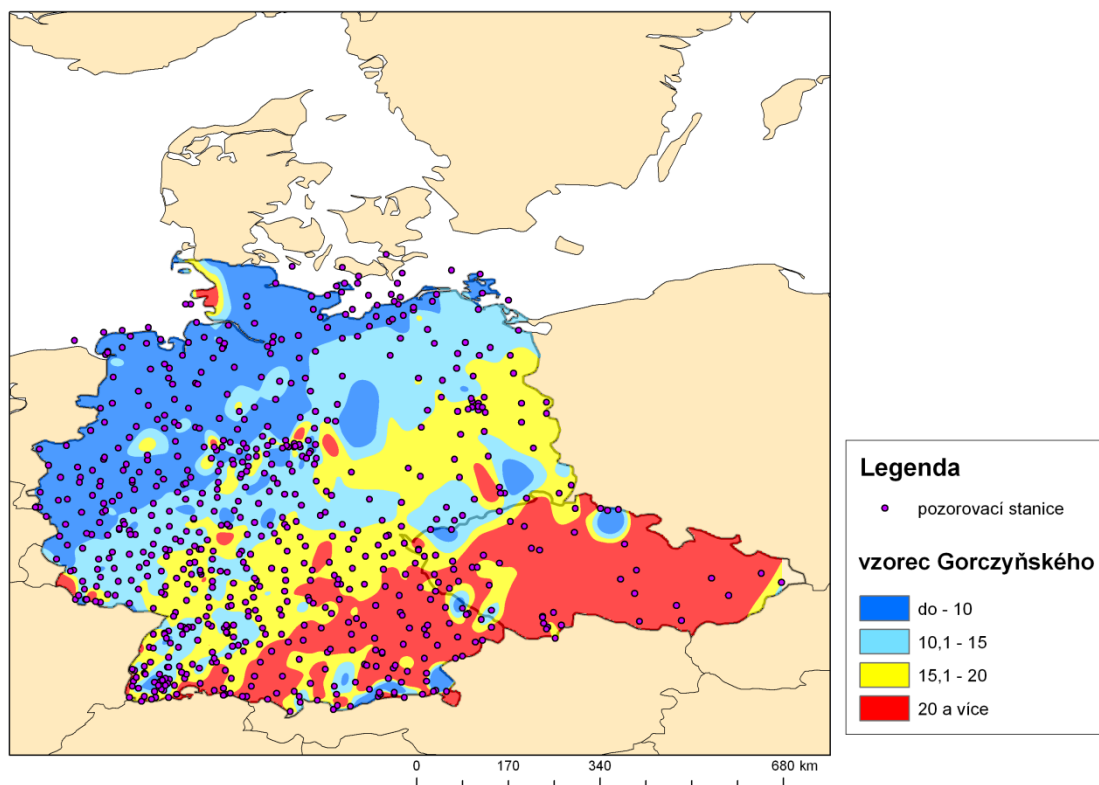 Legenda
pozorovací stanice
vzorec Gorczyňského
do - 10
10,1 - 15
15,1 - 20
20 a více
0 170 340 680 km